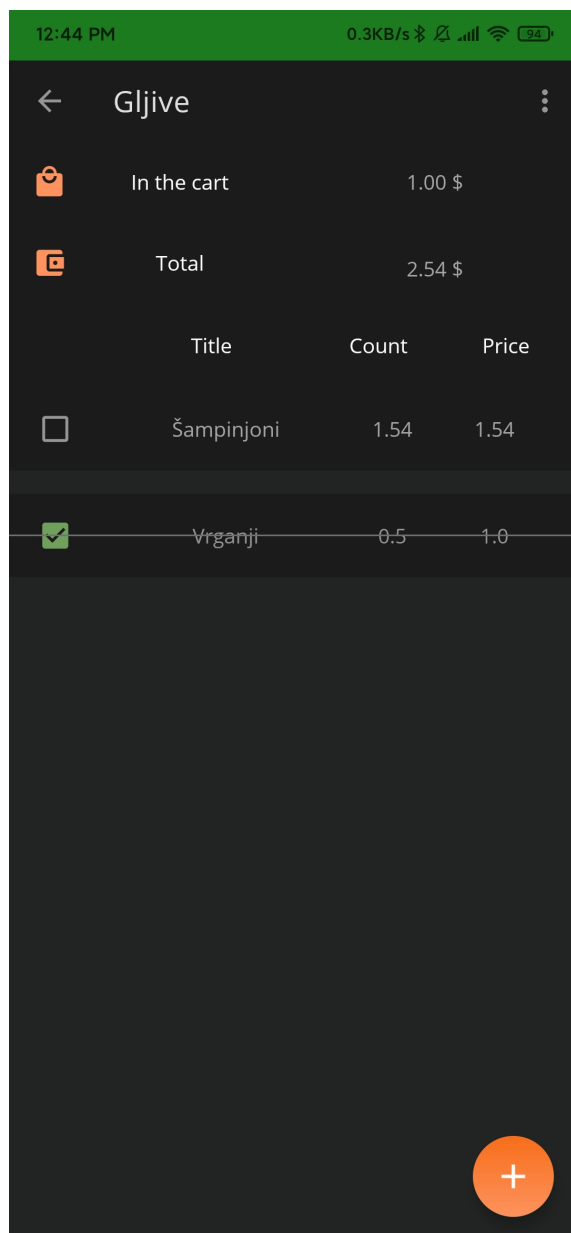 12:44 PM 0.3KB/s 94
Gljive
In the cart 1.00 $
Total 2.54 $
Title Count Price
Šampinjoni 1.54 1.54
Vrganji 0.5 1.0